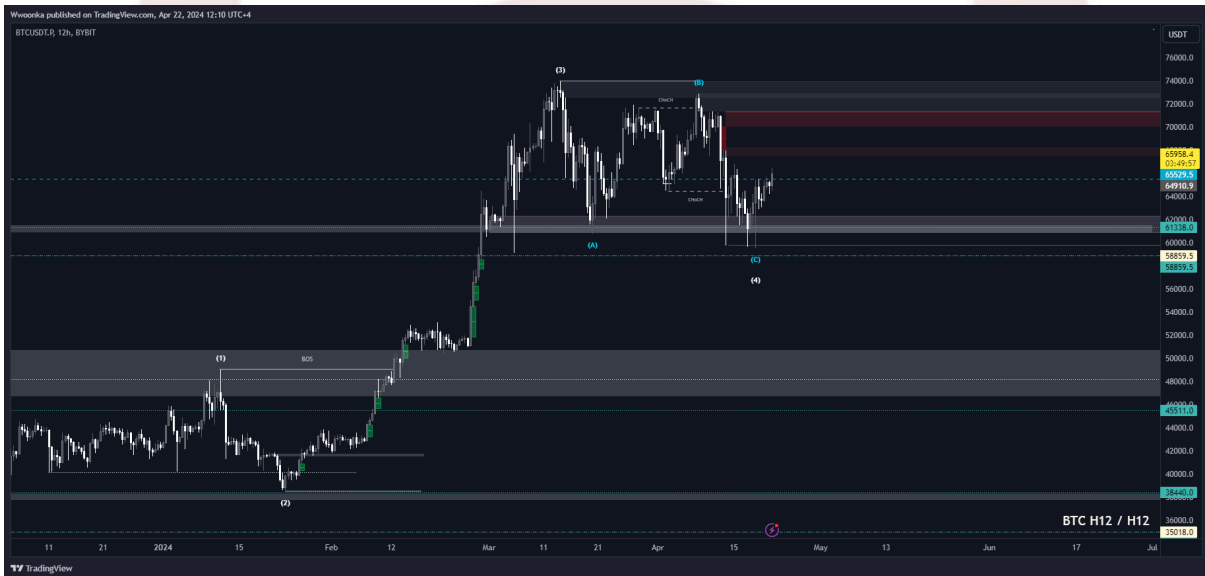 Wwoonka published on TradingView.com, Apr 22, 2024 12:10 UTC+4
BTCUSDT.P, 12h, BYBIT
USDT
76000.0
(3)
74000.0
(B)
CHoCH
72000.0
70000.0
65958.4
03:49:57
65529.5
64910.9
CHoCH
64000.0
62000.0
61338.0
(A)
60000.0
(C)
58859.5
58859.5
(4)
56000.0
54000.0
52000.0
(1)
BOS
50000.0
48000.0
46000.0
45511.0
44000.0
42000.0
40000.0
38440.0
(2)
36000.0
BTC H12 / H12
35018.0
11 21 2024 15 Feb 12 Mar 11 21 Apr 15 May 13 Jun 17 Jul
TradingView